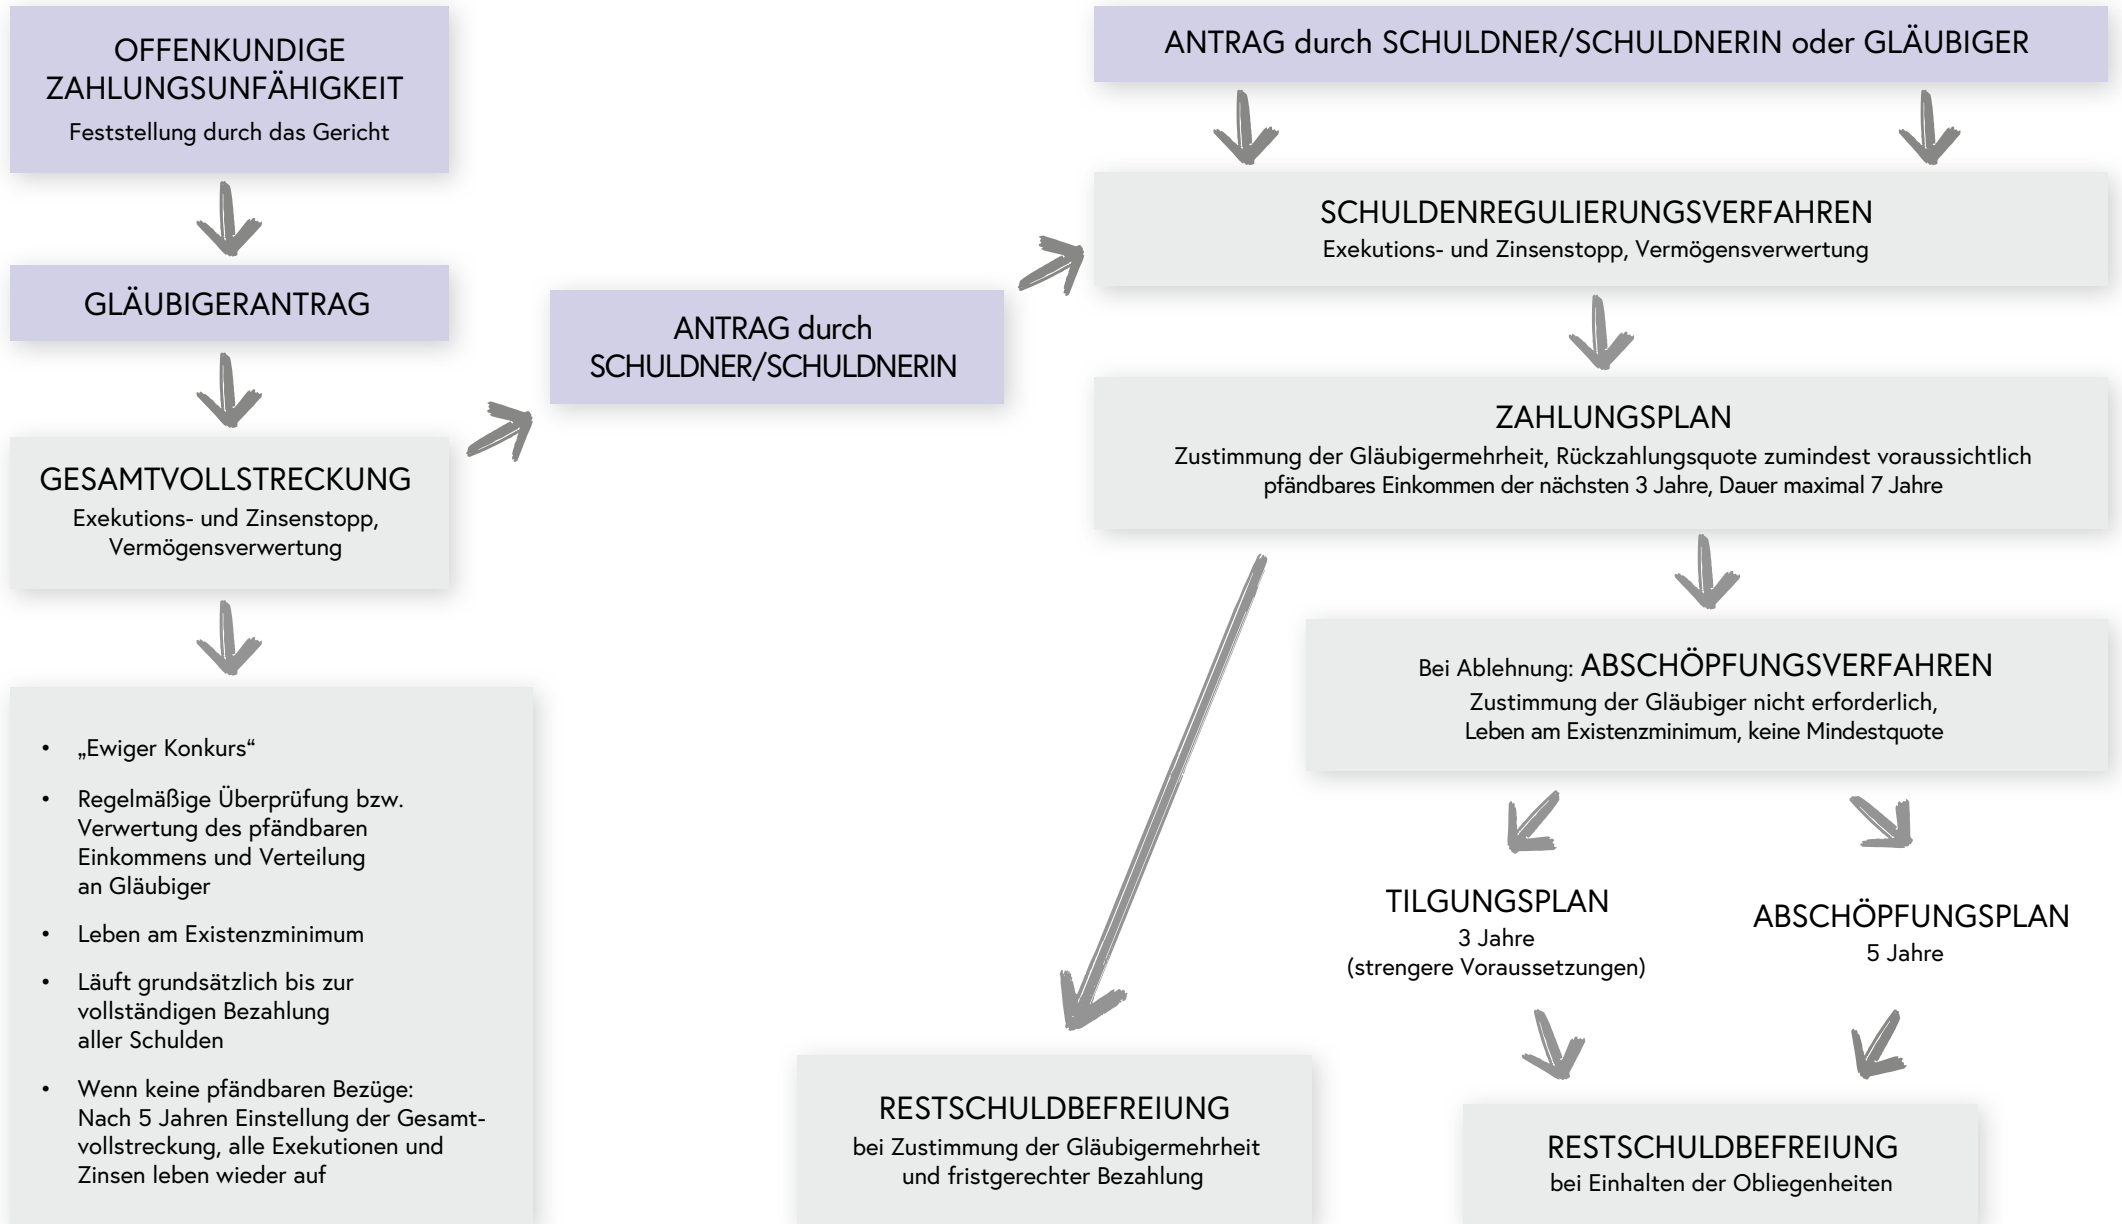 OFFENKUNDIGE
ZAHLUNGSUNFÄHIGKEIT
Feststellung durch das Gericht
GLÄUBIGERANTRAG
GESAMTVOLLSTRECKUNG
Exekutions- und Zinsenstopp,
Vermögensverwertung
• „Ewiger Konkurs“
• Regelmäßige Überprüfung bzw.
Verwertung des pfändbaren
Einkommens und Verteilung
an Gläubiger
• Leben am Existenzminimum
• Läuft grundsätzlich bis zur
vollständigen Bezahlung
aller Schulden
• Wenn keine pfändbaren Bezüge:
Nach 5 Jahren Einstellung der Gesamt-
vollstreckung, alle Exekutionen und
Zinsen leben wieder auf
ANTRAG durch
SCHULDNER/SCHULDNERIN
ANTRAG durch SCHULDNER/SCHULDNERIN oder GLÄUBIGER
SCHULDENREGULIERUNGSVERFAHREN
Exekutions- und Zinsenstopp, Vermögensverwertung
ZAHLUNGSPLAN
Zustimmung der Gläubigermehrheit, Rückzahlungsquote zumindest voraussichtlich
pfändbares Einkommen der nächsten 3 Jahre, Dauer maximal 7 Jahre
Bei Ablehnung: ABSCHÖPFUNGSVERFAHREN
Zustimmung der Gläubiger nicht erforderlich,
Leben am Existenzminimum, keine Mindestquote
TILGUNGSPLAN
3 Jahre
(strengere Voraussetzungen)
ABSCHÖPFUNGSPLAN
5 Jahre
RESTSCHULDBEFREIUNG
bei Zustimmung der Gläubigermehrheit
und fristgerechter Bezahlung
RESTSCHULDBEFREIUNG
bei Einhalten der Obliegenheiten